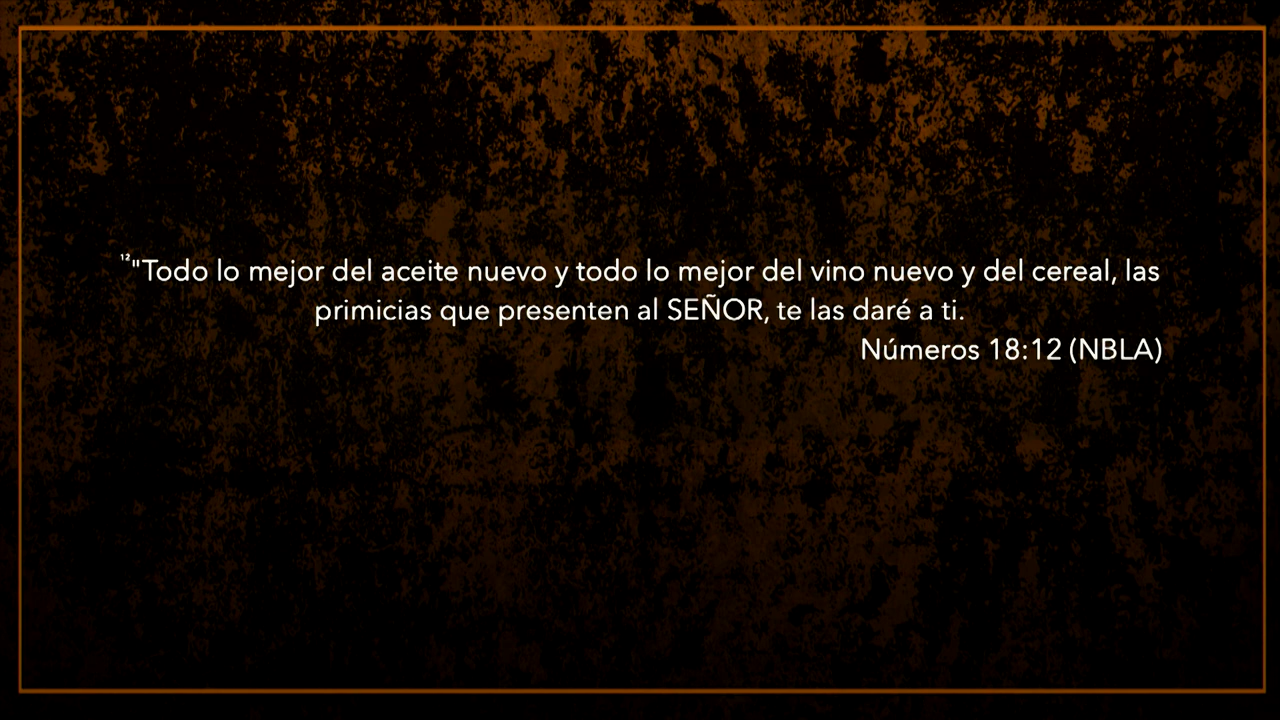 ¹²"Todo lo mejor del aceite nuevo y todo lo mejor del vino nuevo y del cereal, las
primicias que presenten al SEÑOR, te las daré a ti.
Números 18:12 (NBLA)